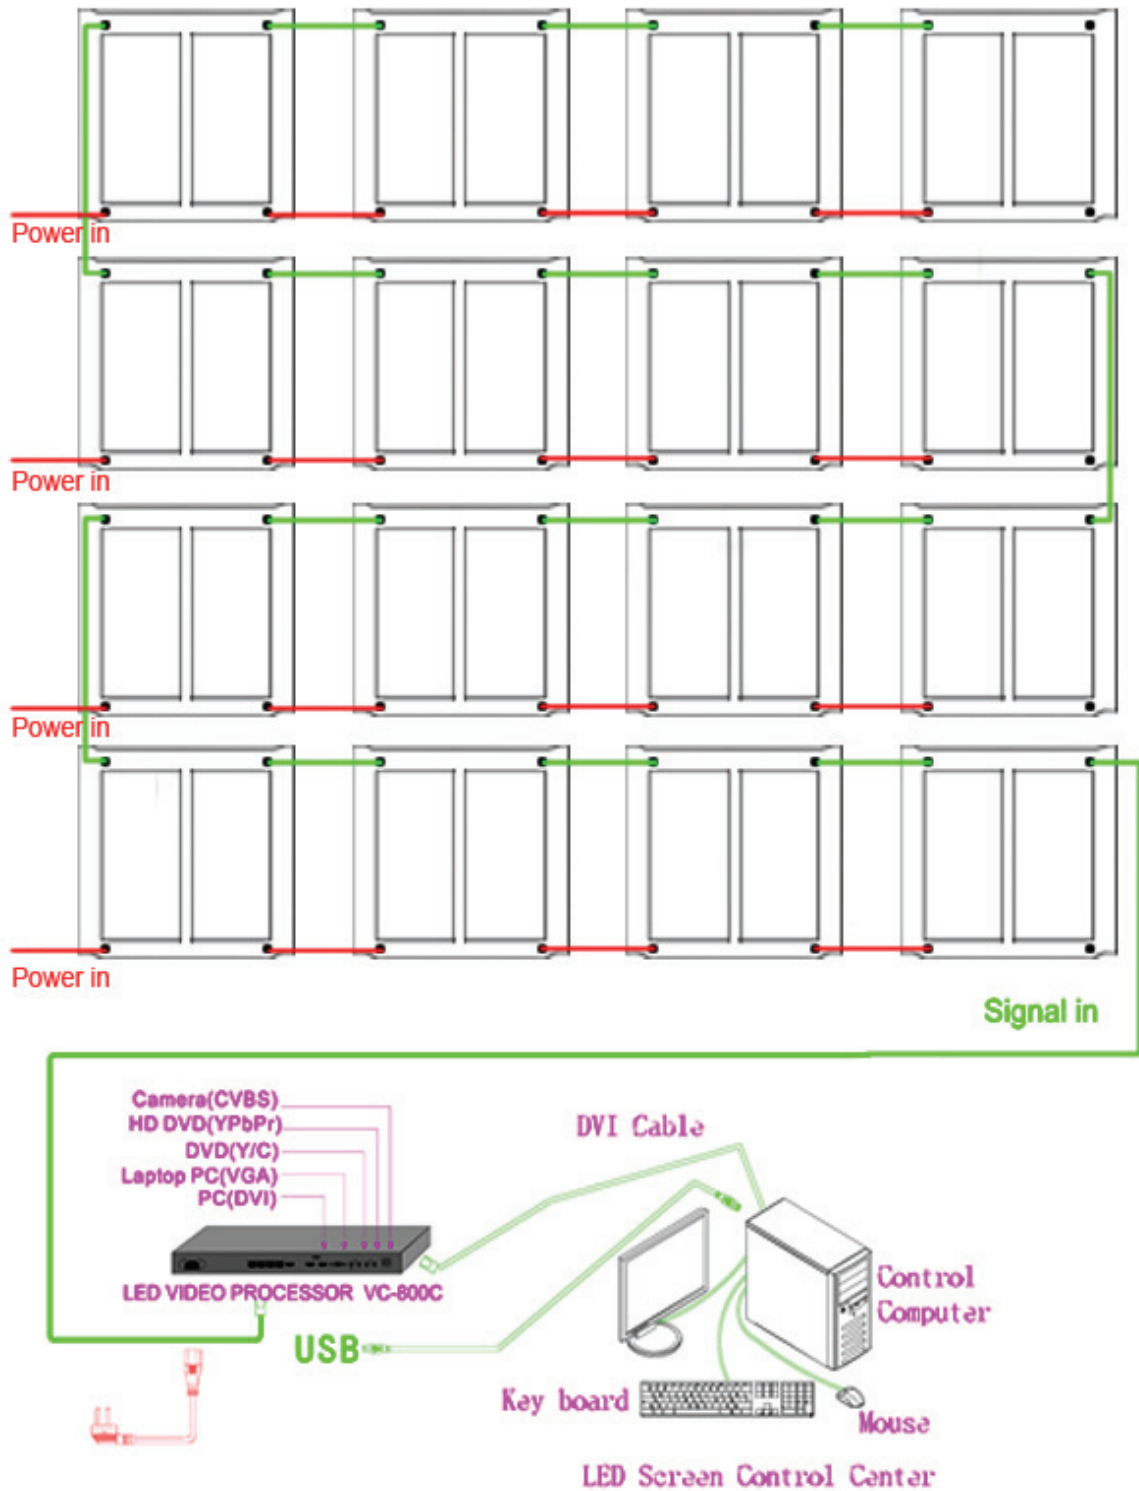 Power in
Power in
Power in
Power in
Signal in
Camera(CVBS)
HD DVD(YPbPr)
DVD(Y/C)
Laptop PC(VGA)
PC(DVI)
LED VIDEO PROCESSOR VC-800C
DVI Cable
USB
Control
Computer
Key board
Mouse
LED Screen Control Center